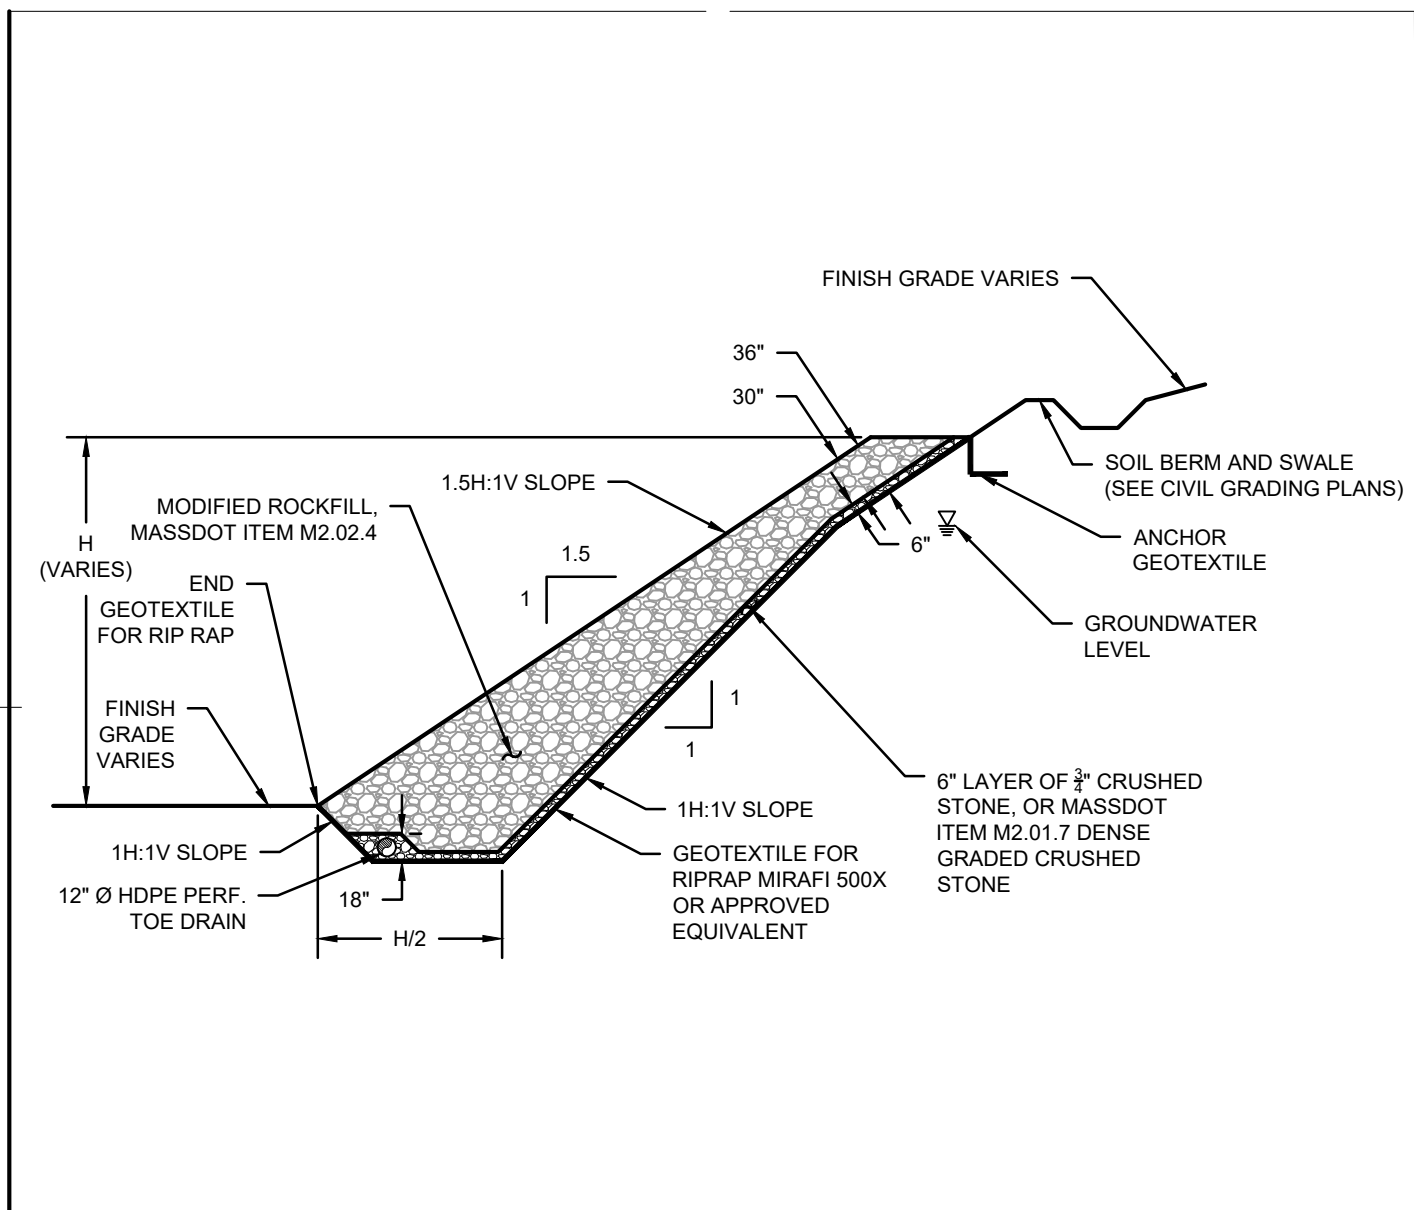 FINISH GRADE VARIES
36"
30"
1.5H:1V SLOPE
SOIL BERM AND SWALE
(SEE CIVIL GRADING PLANS)
MODIFIED ROCKFILL,
MASSDOT ITEM M2.02.4
H
(VARIES)
6"
ANCHOR
GEOTEXTILE
1.5
1
END
GEOTEXTILE
FOR RIP RAP
GROUNDWATER
LEVEL
1
1
FINISH
GRADE
VARIES
6" LAYER OF 3/4" CRUSHED
STONE, OR MASSDOT
ITEM M2.01.7 DENSE
GRADED CRUSHED
STONE
1H:1V SLOPE
1H:1V SLOPE
GEOTEXTILE FOR
RIPRAP MIRAFI 500X
OR APPROVED
EQUIVALENT
12" Ø HDPE PERF.
TOE DRAIN
18"
H/2